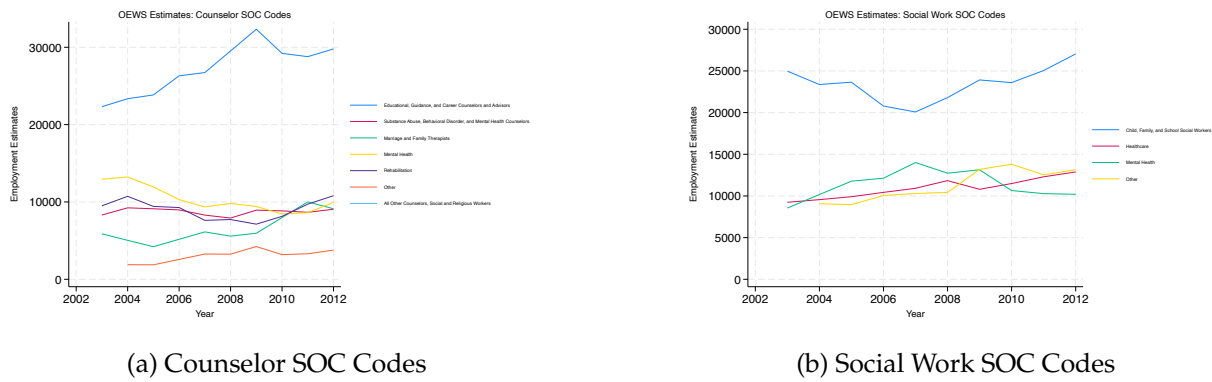 OEWS Estimates: Counselor SOC Codes
Employment Estimates
30000
20000
10000
0
2002 2004 2006 2008 2010 2012
Year
Educational, Guidance, and Career Counselors and Advisors
Substance Abuse, Behavioral Disorder, and Mental Health Counselors
Marriage and Family Therapists
Mental Health
Rehabilitation
Other
All Other Counselors, Social and Religious Workers
(a) Counselor SOC Codes
OEWS Estimates: Social Work SOC Codes
Employment Estimates
30000
25000
20000
15000
10000
5000
0
2002 2004 2006 2008 2010 2012
Year
Child, Family, and School Social Workers
Healthcare
Mental Health
Other
(b) Social Work SOC Codes